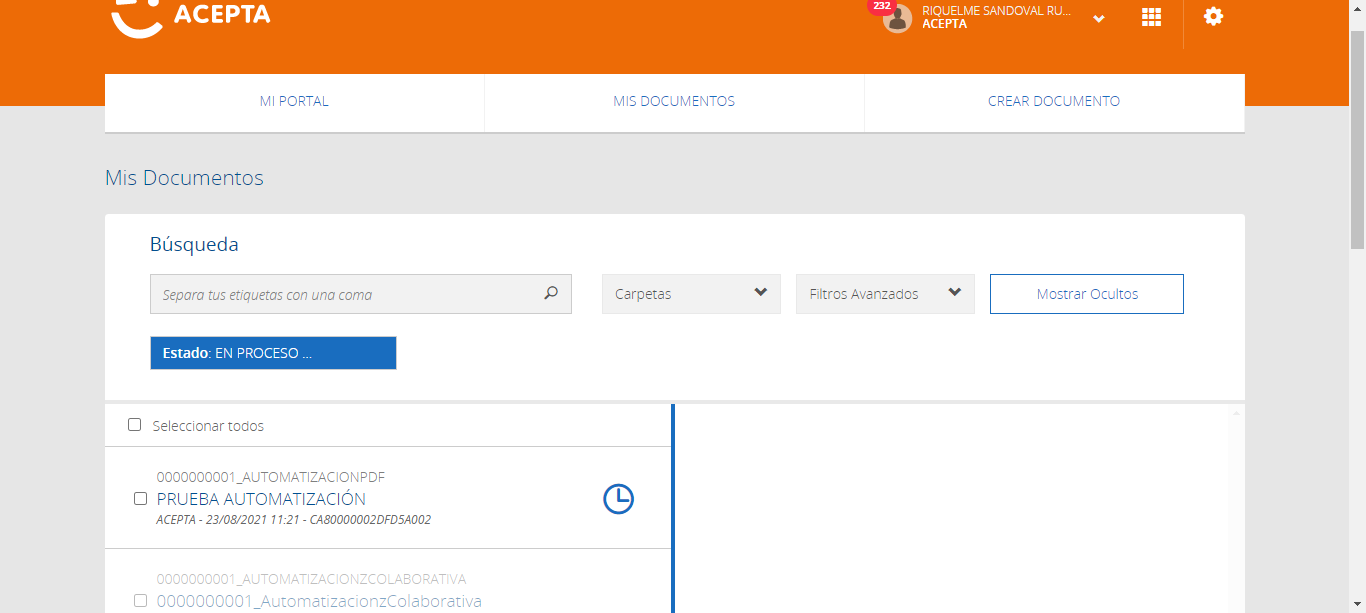 ACEPTA
232
RIQUELME SANDOVAL RU...
ACEPTA
MI PORTAL
MIS DOCUMENTOS
CREAR DOCUMENTO
Mis Documentos
Búsqueda
Separa tus etiquetas con una coma
Carpetas
Filtros Avanzados
Mostrar Ocultos
Estado: EN PROCESO ...
Seleccionar todos
0000000001_AUTOMATIZACIONPDF
PRUEBA AUTOMATIZACIÓN
ACEPTA - 23/08/2021 11:21 - CA80000002DFD5A002
0000000001_AUTOMATIZACIONZCOLABORATIVA
0000000001_AutomatizacionzColaborativa